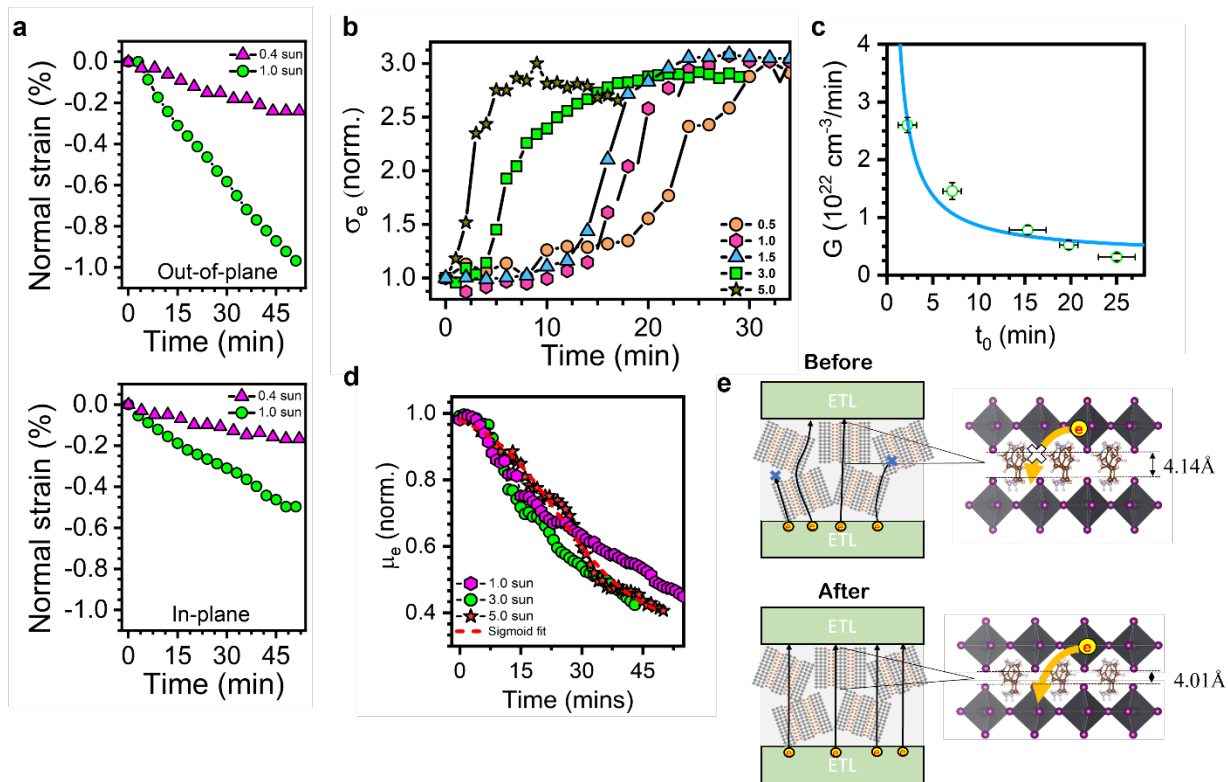 a
0.0
-0.2
-0.4
-0.6
-0.8
-1.0
Normal strain (%)
0.4 sun
1.0 sun
Out-of-plane
0 15 30 45
Time (min)
0.0
-0.2
-0.4
-0.6
-0.8
-1.0
Normal strain (%)
0.4 sun
1.0 sun
In-plane
0 15 30 45
Time (min)
b
3.0
2.5
2.0
1.5
1.0
σe (norm.)
0.5
1.0
1.5
3.0
5.0
0 10 20 30
Time (min)
c
4
3
2
1
0
G (10²² cm⁻³/min)
0 5 10 15 20 25
t₀ (min)
d
1.0
0.8
0.6
0.4
μe (norm.)
1.0 sun
3.0 sun
5.0 sun
Sigmoid fit
0 15 30 45
Time (mins)
e
Before
ETL
ETL
e
4.14Å
After
ETL
ETL
e
4.01Å